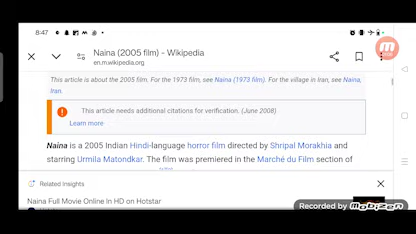 8:47
Naina (2005 film) - Wikipedia
en.m.wikipedia.org
This article is about the 2005 film. For the 1973 film, see Naina (1973 film). For the village in Iran, see Naina,
Iran.
This article needs additional citations for verification. (June 2008)
Learn more
Naina is a 2005 Indian Hindi-language horror film directed by Shripal Morakhia and
starring Urmila Matondkar. The film was premiered in the Marché du Film section of
Related Insights
Naina Full Movie Online In HD on Hotstar
Recorded by Mobizen